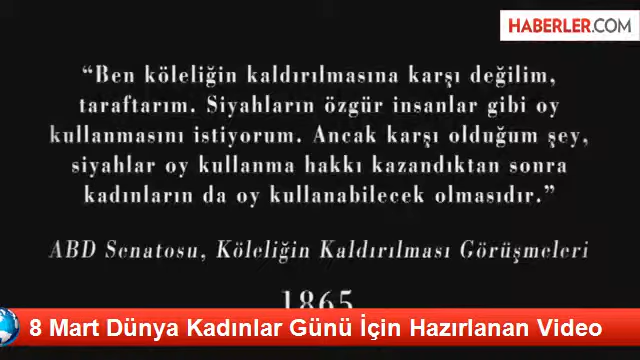 HABERLER.COM
“Ben köleliğin kaldırılmasına karşı değilim,
taraftarım. Siyahların özgür insanlar gibi oy
kullanmasını istiyorum. Ancak karşı olduğum şey,
siyahlar oy kullanma hakkı kazandıktan sonra
kadınların da oy kullanabilecek olmasıdır.”
ABD Senatosu, Köleliğin Kaldırılması Görüşmeleri
1865
8 Mart Dünya Kadınlar Günü İçin Hazırlanan Video